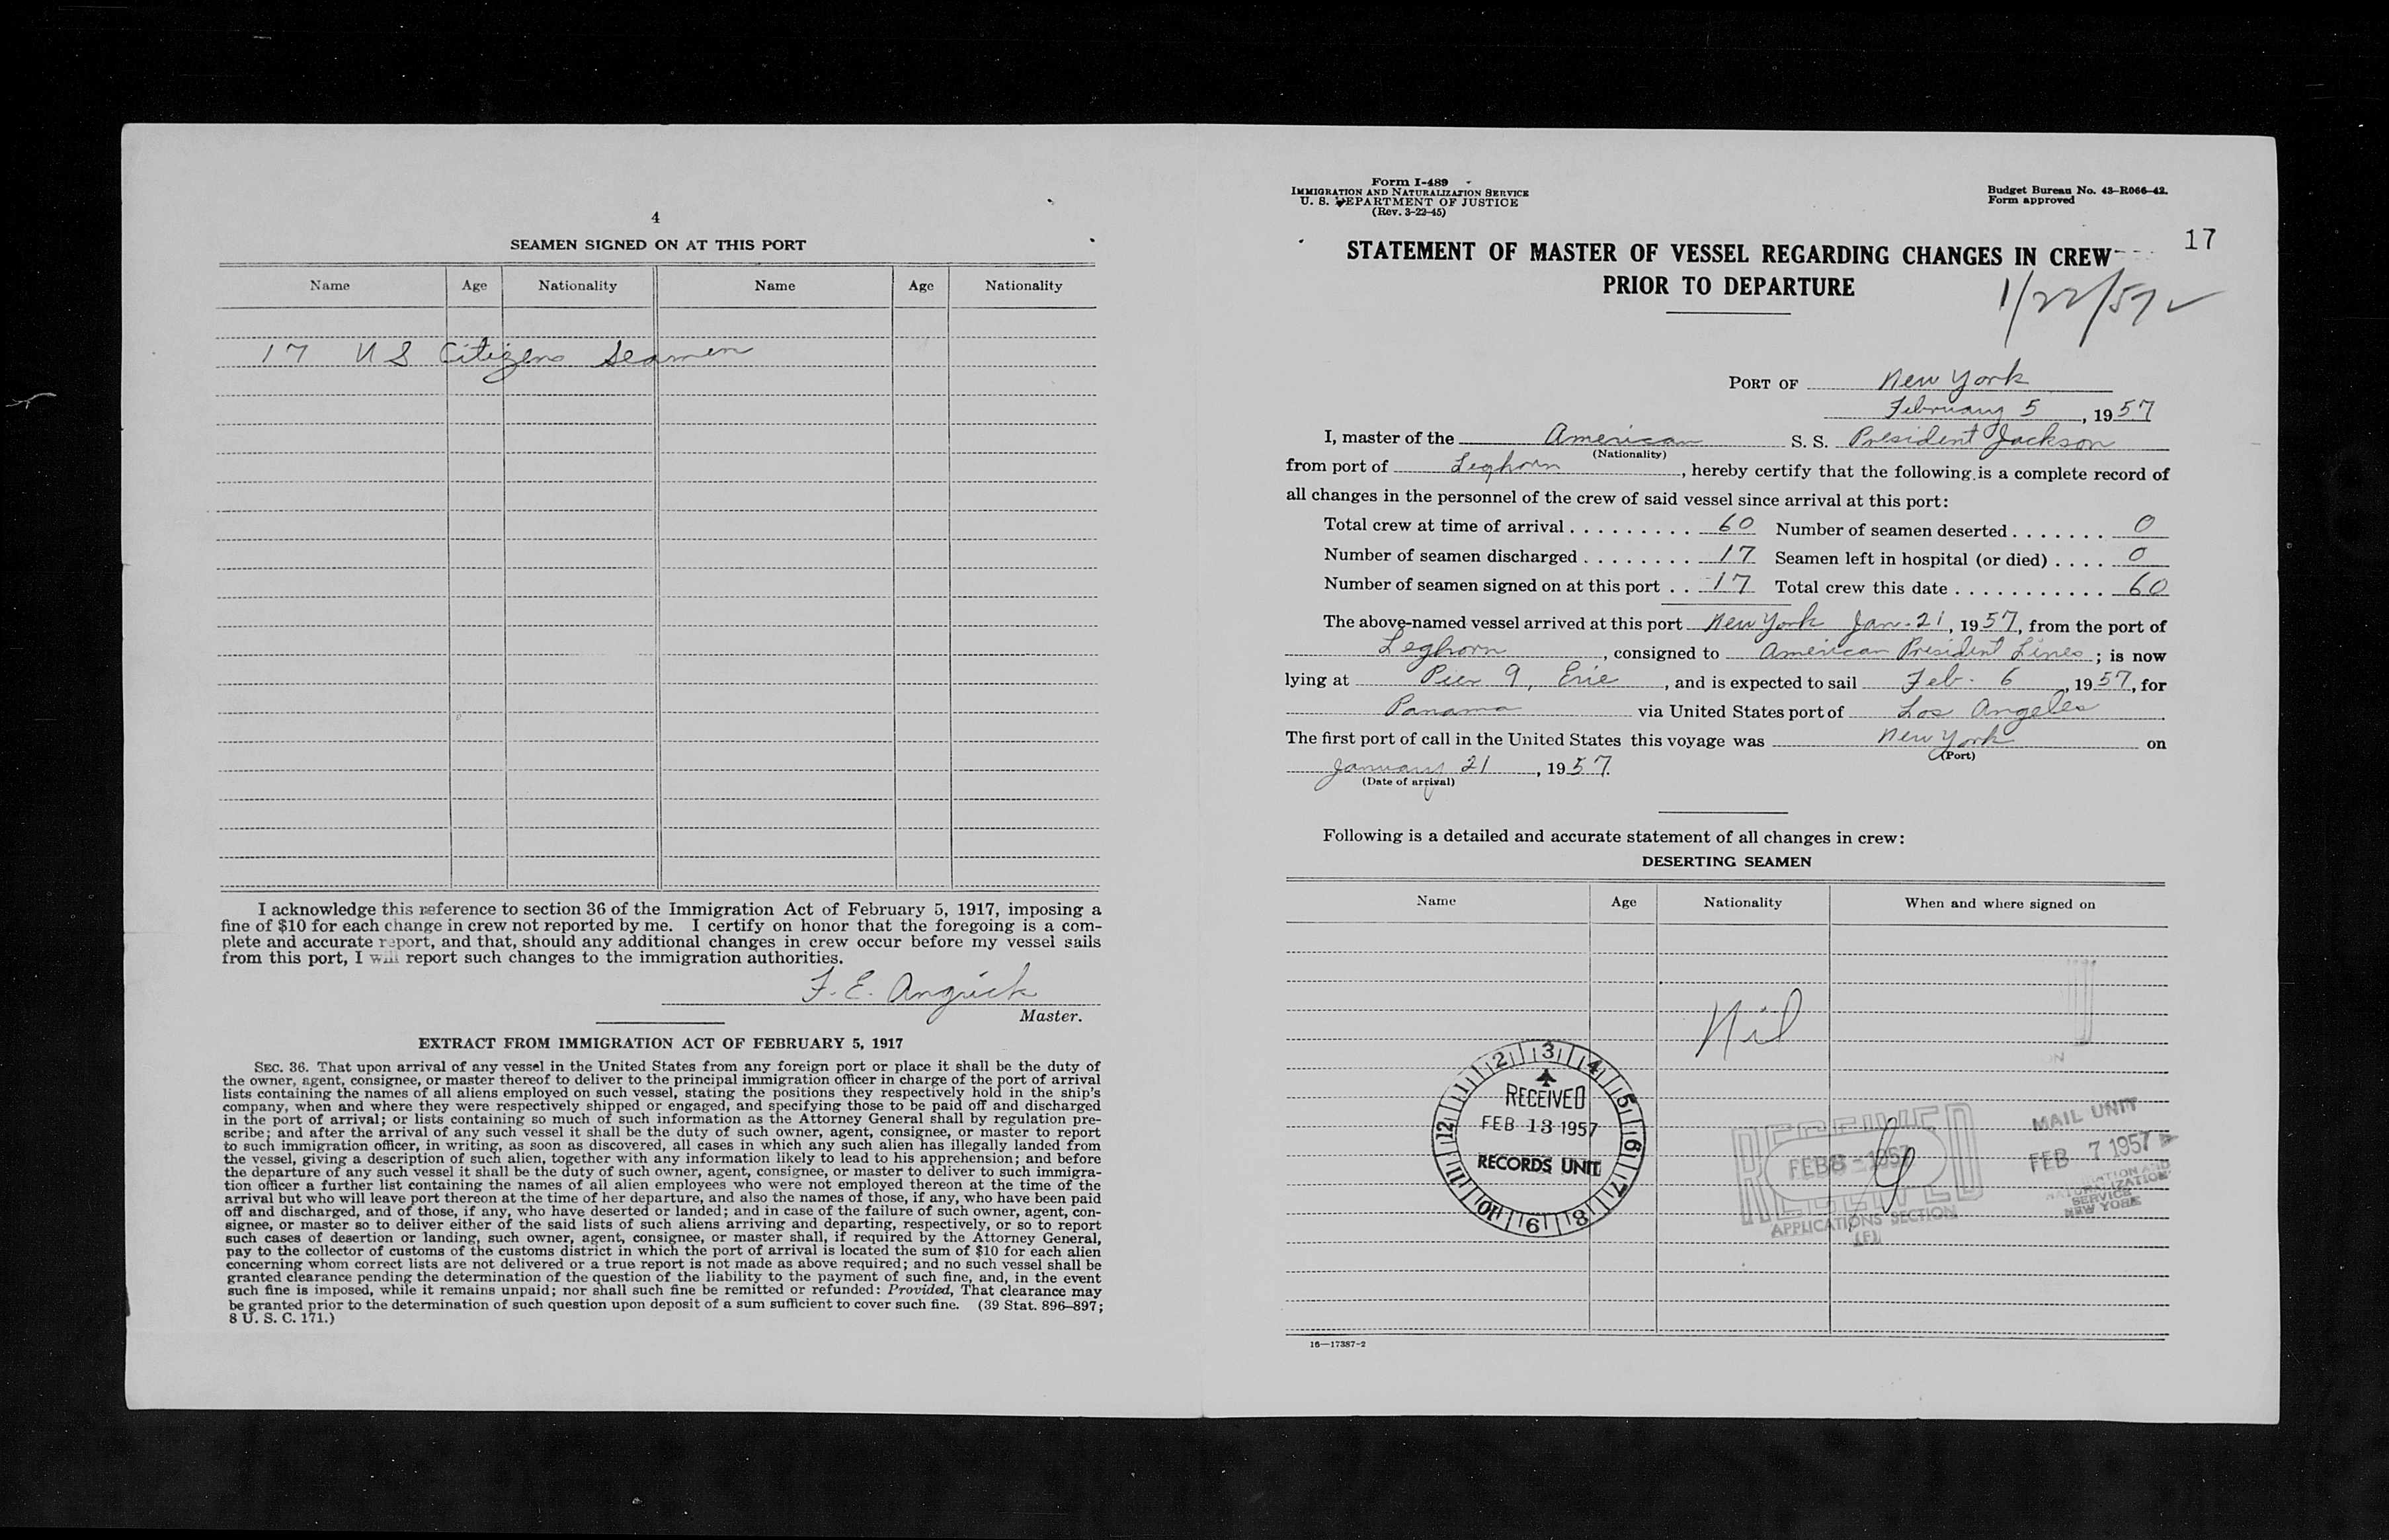 4
SEAMEN SIGNED ON AT THIS PORT
Name Age Nationality Name Age Nationality
17 US Citizens Seamen
I acknowledge this reference to section 36 of the Immigration Act of February 5, 1917, imposing a
fine of $10 for each change in crew not reported by me. I certify on honor that the foregoing is a com-
plete and accurate report, and that, should any additional changes in crew occur before my vessel sails
from this port, I will report such changes to the immigration authorities.
F. E. Angrick
Master.
EXTRACT FROM IMMIGRATION ACT OF FEBRUARY 5, 1917
SEC. 36. That upon arrival of any vessel in the United States from any foreign port or place it shall be the duty of
the owner, agent, consignee, or master thereof to deliver to the principal immigration officer in charge of the port of arrival
lists containing the names of all aliens employed on such vessel, stating the positions they respectively hold in the ship's
company, when and where they were respectively shipped or engaged, and specifying those to be paid off and discharged
in the port of arrival; or lists containing so much of such information as the Attorney General shall by regulation pre-
scribe; and after the arrival of any such vessel it shall be the duty of such owner, agent, consignee, or master to report
to such immigration officer, in writing, as soon as discovered, all cases in which any such alien has illegally landed from
the vessel, giving a description of such alien, together with any information likely to lead to his apprehension; and before
the departure of any such vessel it shall be the duty of such owner, agent, consignee, or master to deliver to such immigra-
tion officer a further list containing the names of all alien employees who were not employed thereon at the time of the
arrival but who will leave port thereon at the time of her departure, and also the names of those, if any, who have been paid
off and discharged, and of those, if any, who have deserted or landed; and in case of the failure of such owner, agent, con-
signee, or master so to deliver either of the said lists of such aliens arriving and departing, respectively, or so to report
such cases of desertion or landing, such owner, agent, consignee, or master shall, if required by the Attorney General,
pay to the collector of customs of the customs district in which the port of arrival is located the sum of $10 for each alien
concerning whom correct lists are not delivered or a true report is not made as above required; and no such vessel shall be
granted clearance pending the determination of the question of the liability to the payment of such fine, and, in the event
such fine is imposed, while it remains unpaid; nor shall such fine be remitted or refunded: Provided, That clearance may
be granted prior to the determination of such question upon deposit of a sum sufficient to cover such fine. (39 Stat. 896–897;
8 U. S. C. 171.)
Form I-489
IMMIGRATION AND NATURALIZATION SERVICE
U. S. DEPARTMENT OF JUSTICE
(Rev. 3-22-45)
Budget Bureau No. 43-R066-42.
Form approved
17
STATEMENT OF MASTER OF VESSEL REGARDING CHANGES IN CREW
PRIOR TO DEPARTURE
1/22/57
PORT OF New York
February 5, 1957
I, master of the American S. S. President Jackson
(Nationality)
from port of Leghorn, hereby certify that the following is a complete record of
all changes in the personnel of the crew of said vessel since arrival at this port:
Total crew at time of arrival . . . . . . . . . 60 Number of seamen deserted . . . . . . . 0
Number of seamen discharged . . . . . . . . 17 Seamen left in hospital (or died) . . . . 0
Number of seamen signed on at this port . . 17 Total crew this date . . . . . . . . . . . 60
The above-named vessel arrived at this port New York Jan. 21, 1957, from the port of
Leghorn, consigned to American President Lines; is now
lying at Pier 9, Erie, and is expected to sail Feb. 6, 1957, for
Panama via United States port of Los Angeles
The first port of call in the United States this voyage was New York on
(Port)
January 21, 1957.
(Date of arrival)
Following is a detailed and accurate statement of all changes in crew:
DESERTING SEAMEN
Name Age Nationality When and where signed on
Nil
1 2 3 4 5 6 7 8 9 10 11 12
RECEIVED
FEB 13 1957
RECORDS UNIT
RECEIVED
FEB 8 - 1957
APPLICATIONS SECTION
MAIL UNIT
FEB 7 1957
NATURALIZATION
SERVICE
NEW YORK
16—17387-2